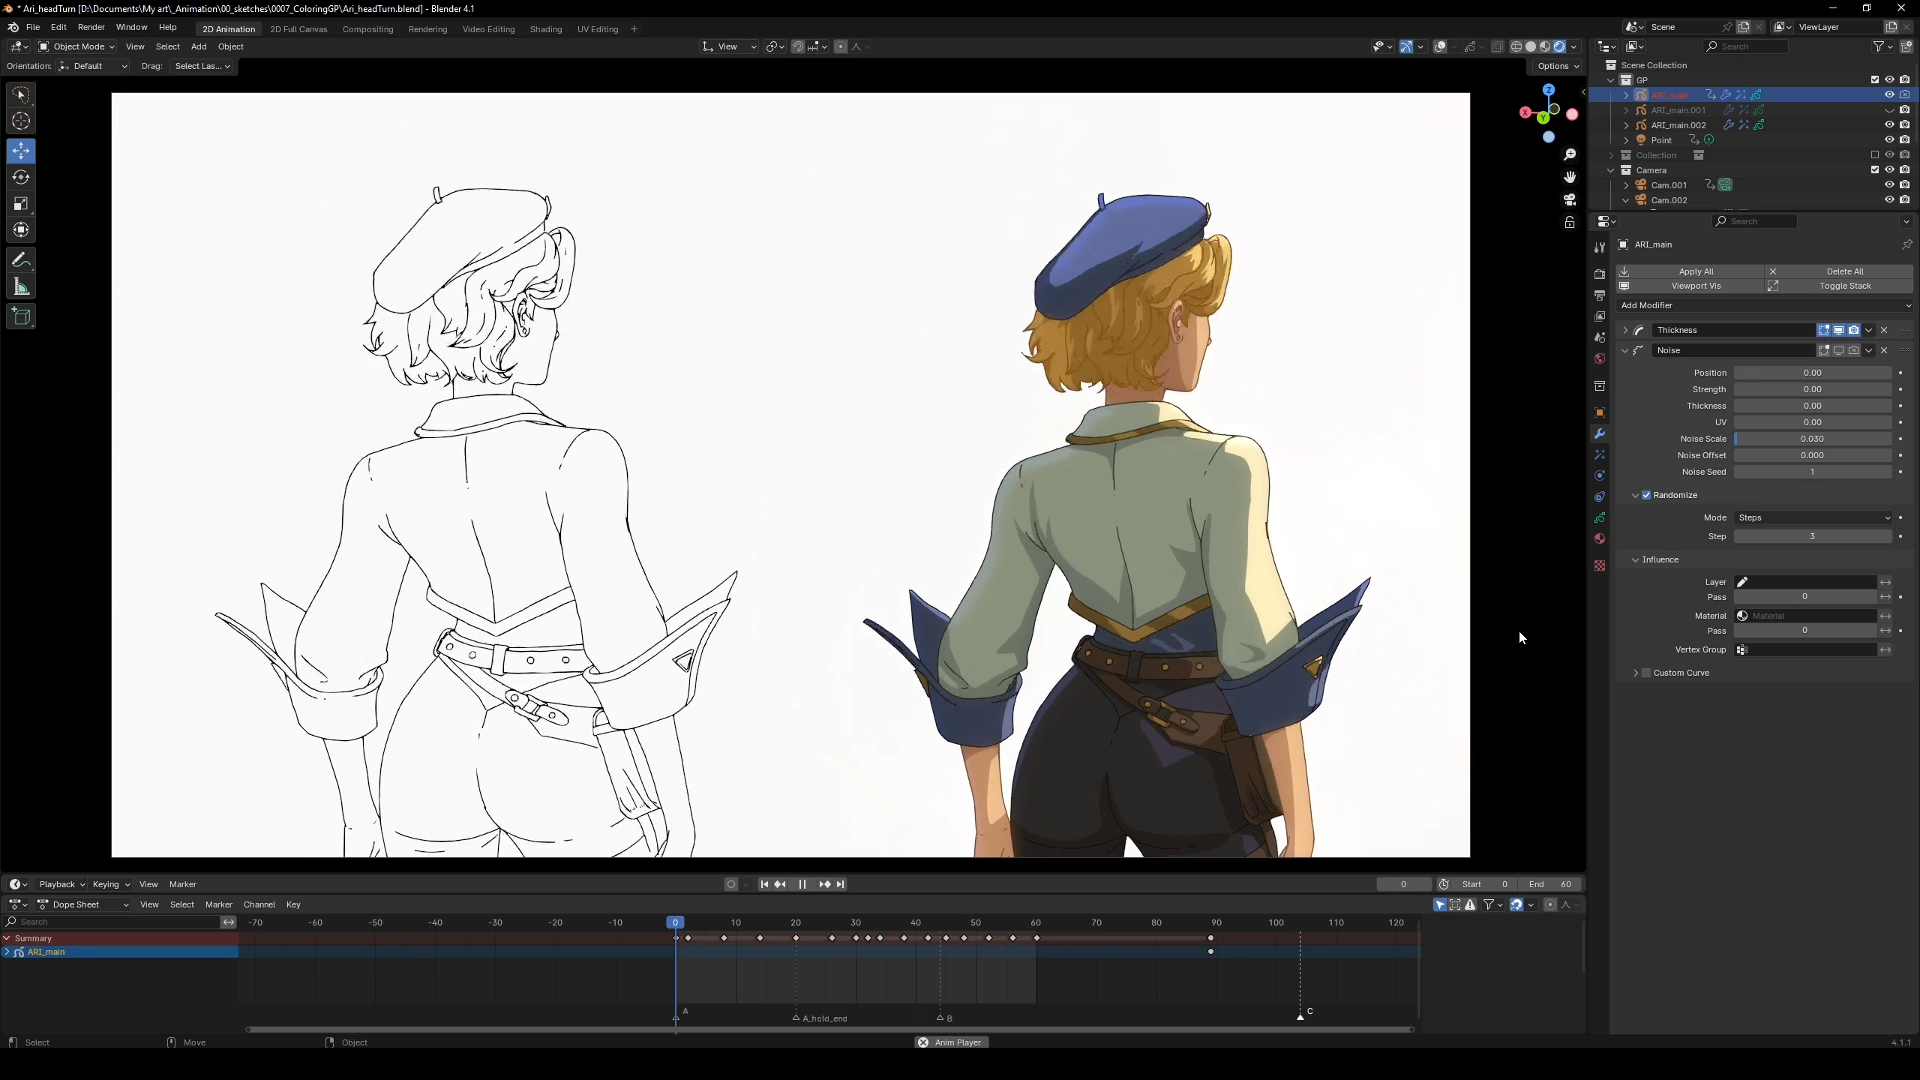 * Ari_headTurn [D:\Documents\My art\_Animation\00_sketches\0007_ColoringGP\Ari_headTurn.blend] - Blender 4.1
File Edit Render Window Help 2D Animation 2D Full Canvas Compositing Rendering Video Editing Shading UV Editing + Scene ViewLayer
Object Mode View Select Add Object View Search
Orientation: Default Drag: Select Las... Options
Scene Collection
GP
ARI_main
ARI_main.001
ARI_main.002
Point
Collection
Camera
Cam.001
Cam.002
Z
X
Y
Search
ARI_main
Apply All Delete All
Viewport Vis Toggle Stack
Add Modifier
Thickness
Noise
Position 0.00
Strength 0.00
Thickness 0.00
UV 0.00
Noise Scale 0.030
Noise Offset 0.000
Noise Seed 1
Randomize
Mode Steps
Step 3
Influence
Layer
Pass 0
Material Material
Pass 0
Vertex Group
Custom Curve
Playback Keying View Marker 0 Start 0 End 60
Dope Sheet View Select Marker Channel Key
Search -70 -60 -50 -40 -30 -20 -10 0 10 20 30 40 50 60 70 80 90 100 110 120
Summary
ARI_main
A A_hold_end B C
Select Move Object Anim Player 4.1.1